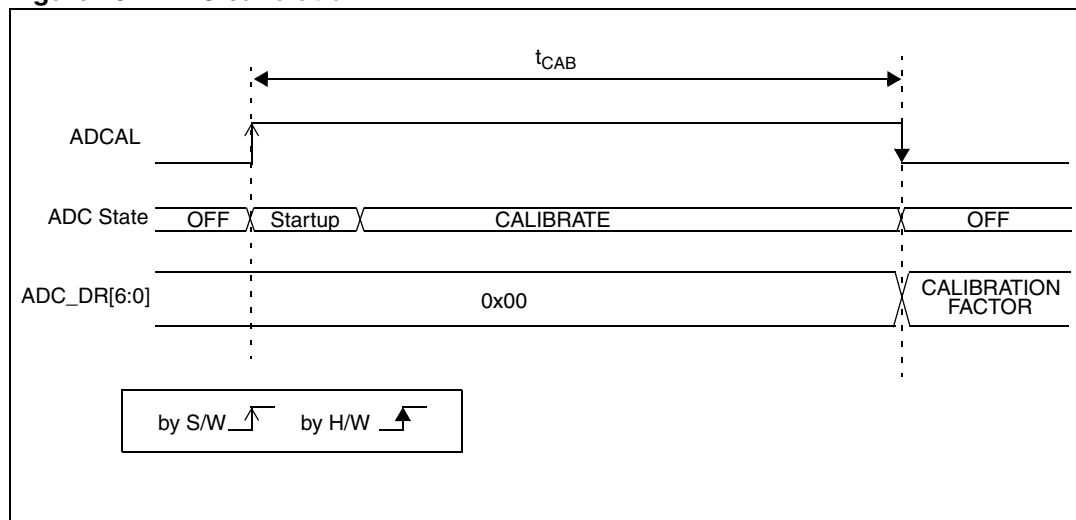 tCAB
ADCAL
ADC State OFF Startup CALIBRATE OFF
ADC_DR[6:0] 0x00 CALIBRATION FACTOR
by S/W by H/W